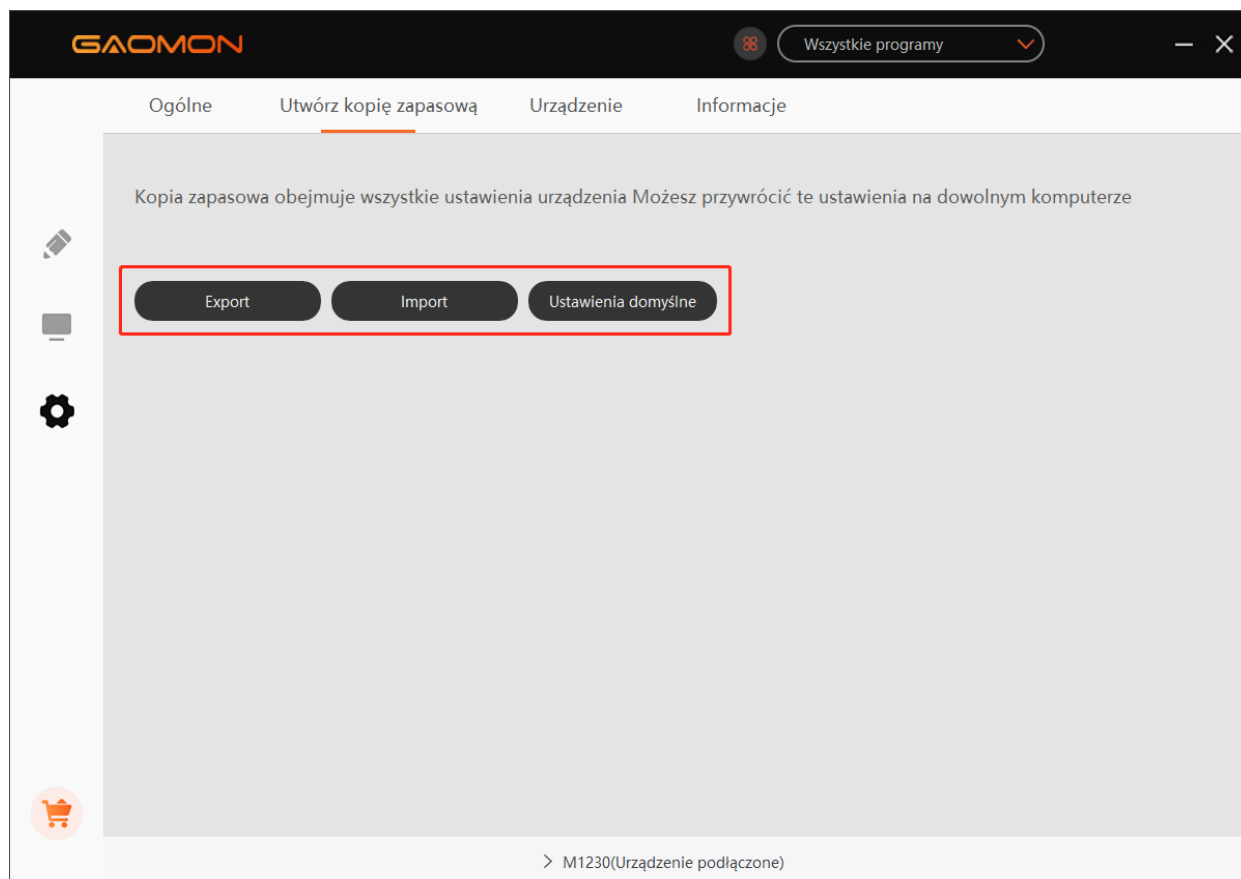 GAOMON
Wszystkie programy
Ogólne Utwórz kopię zapasową Urządzenie Informacje
Kopia zapasowa obejmuje wszystkie ustawienia urządzenia Możesz przywrócić te ustawienia na dowolnym komputerze
Export Import Ustawienia domyślne
M1230(Urządzenie podłączone)